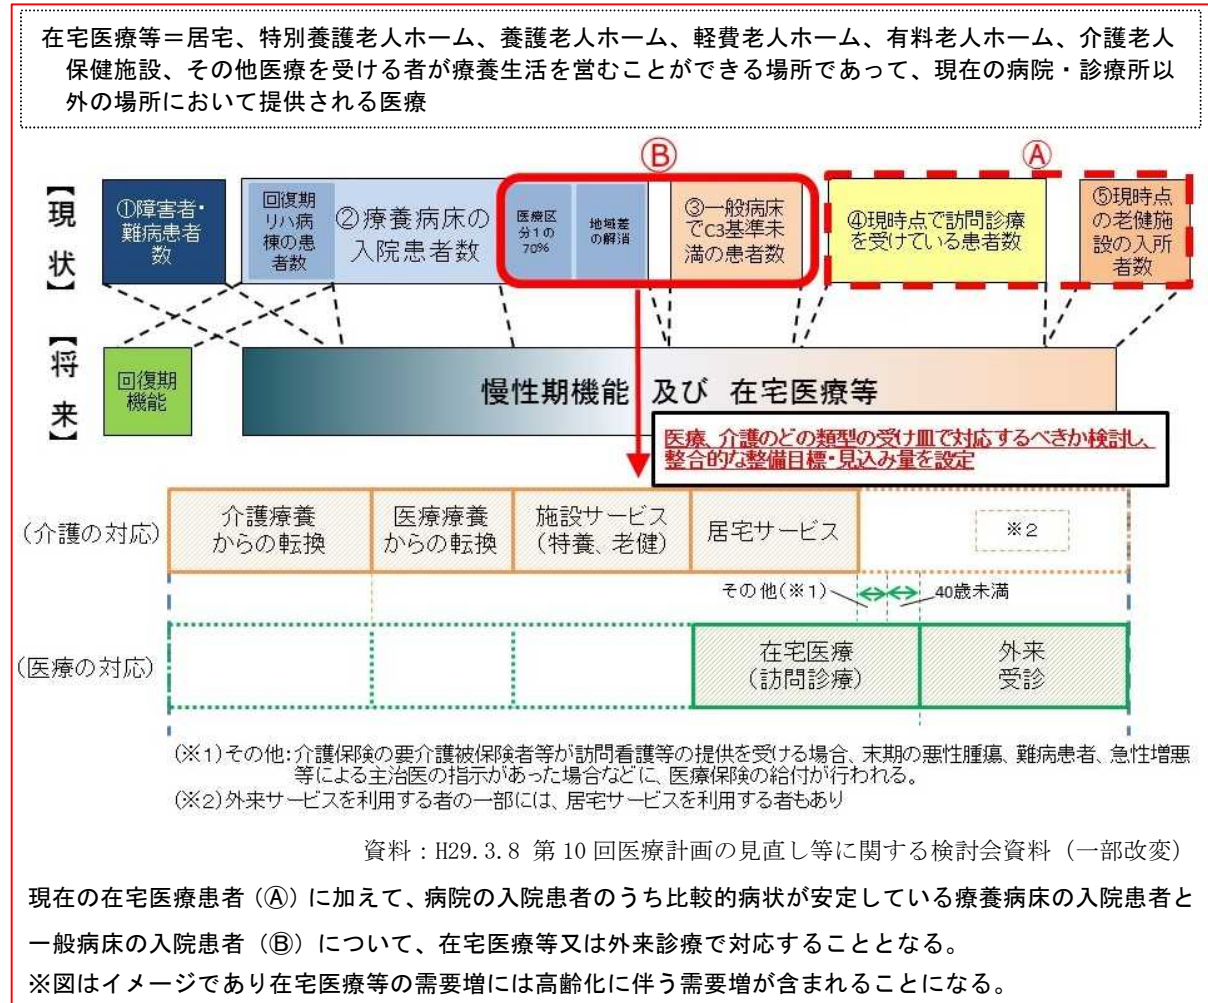 在宅医療等＝居宅、特別養護老人ホーム、養護老人ホーム、軽費老人ホーム、有料老人ホーム、介護老人
保健施設、その他医療を受ける者が療養生活を営むことができる場所であって、現在の病院・診療所以
外の場所において提供される医療
Ⓑ
Ⓐ
【現状】
①障害者・
難病患者
数
回復期
リハ病
棟の患
者数
②療養病床の
入院患者数
医療区
分1の
70%
地域差
の解消
③一般病床
でC3基準未
満の患者数
④現時点で訪問診療
を受けている患者数
⑤現時点
の老健施
設の入所
者数
【将来】
回復期
機能
慢性期機能 及び 在宅医療等
医療、介護のどの類型の受け皿で対応するべきか検討し、
整合的な整備目標・見込み量を設定
(介護の対応)
介護療養
からの転換
医療療養
からの転換
施設サービス
(特養、老健)
居宅サービス
※2
その他(※1)
40歳未満
(医療の対応)
在宅医療
(訪問診療)
外来
受診
(※1)その他:介護保険の要介護被保険者等が訪問看護等の提供を受ける場合、末期の悪性腫瘍、難病患者、急性増悪
等による主治医の指示があった場合などに、医療保険の給付が行われる。
(※2)外来サービスを利用する者の一部には、居宅サービスを利用する者もあり
資料：H29.3.8 第10回医療計画の見直し等に関する検討会資料（一部改変）
現在の在宅医療患者（Ⓐ）に加えて、病院の入院患者のうち比較的病状が安定している療養病床の入院患者と
一般病床の入院患者（Ⓑ）について、在宅医療等又は外来診療で対応することとなる。
※図はイメージであり在宅医療等の需要増には高齢化に伴う需要増が含まれることになる。